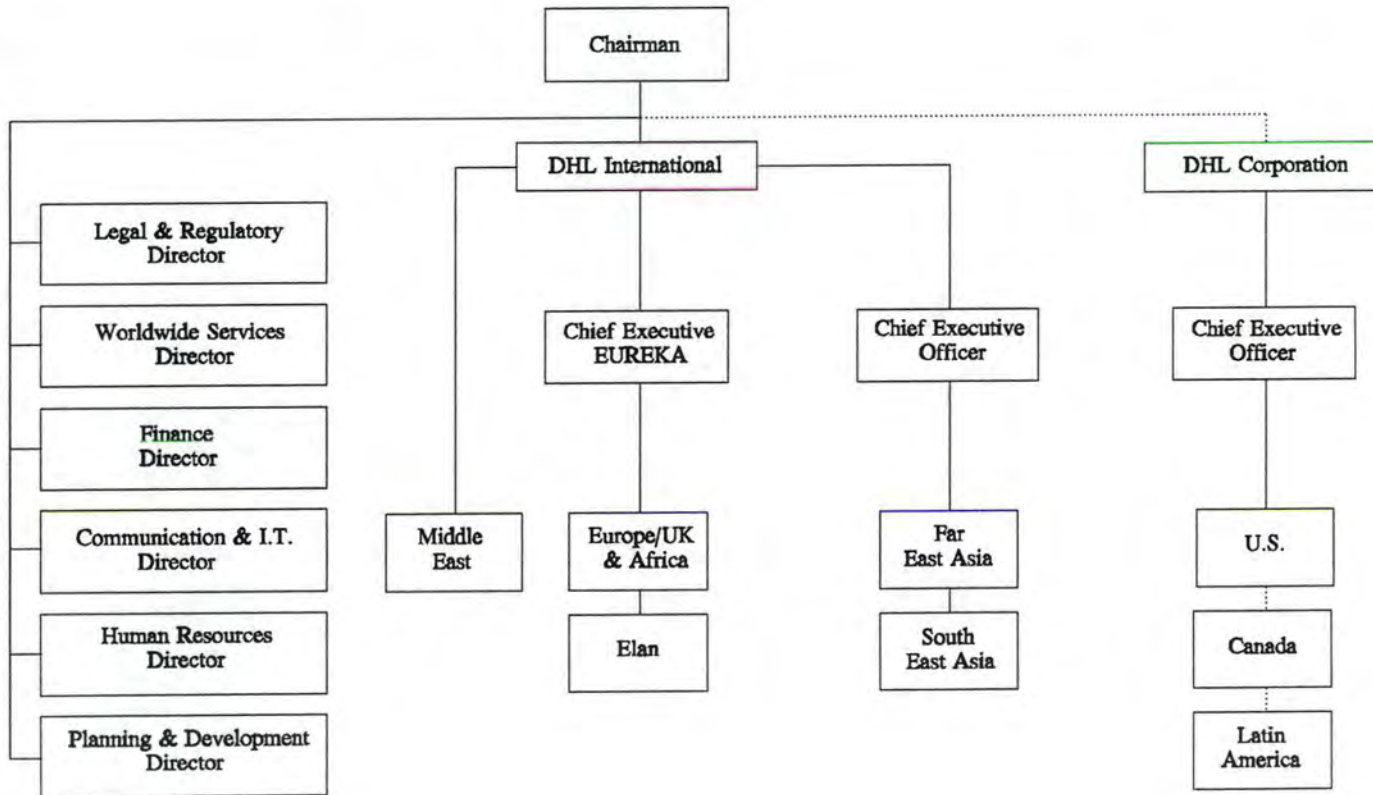 Chairman
DHL International
DHL Corporation
Legal & Regulatory
Director
Worldwide Services
Director
Finance
Director
Communication & I.T.
Director
Human Resources
Director
Planning & Development
Director
Chief Executive
EUREKA
Chief Executive
Officer
Chief Executive
Officer
Middle
East
Europe/UK
& Africa
Elan
Far
East Asia
South
East Asia
U.S.
Canada
Latin
America